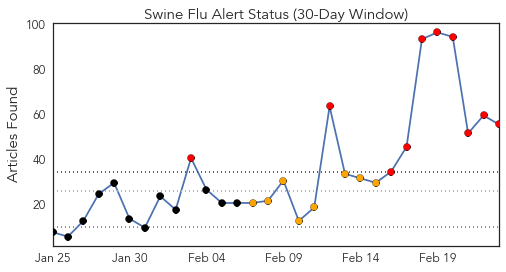 Swine Flu Alert Status (30-Day Window)
100
80
60
40
20
Articles Found
Jan 25 Jan 30 Feb 04 Feb 09 Feb 14 Feb 19